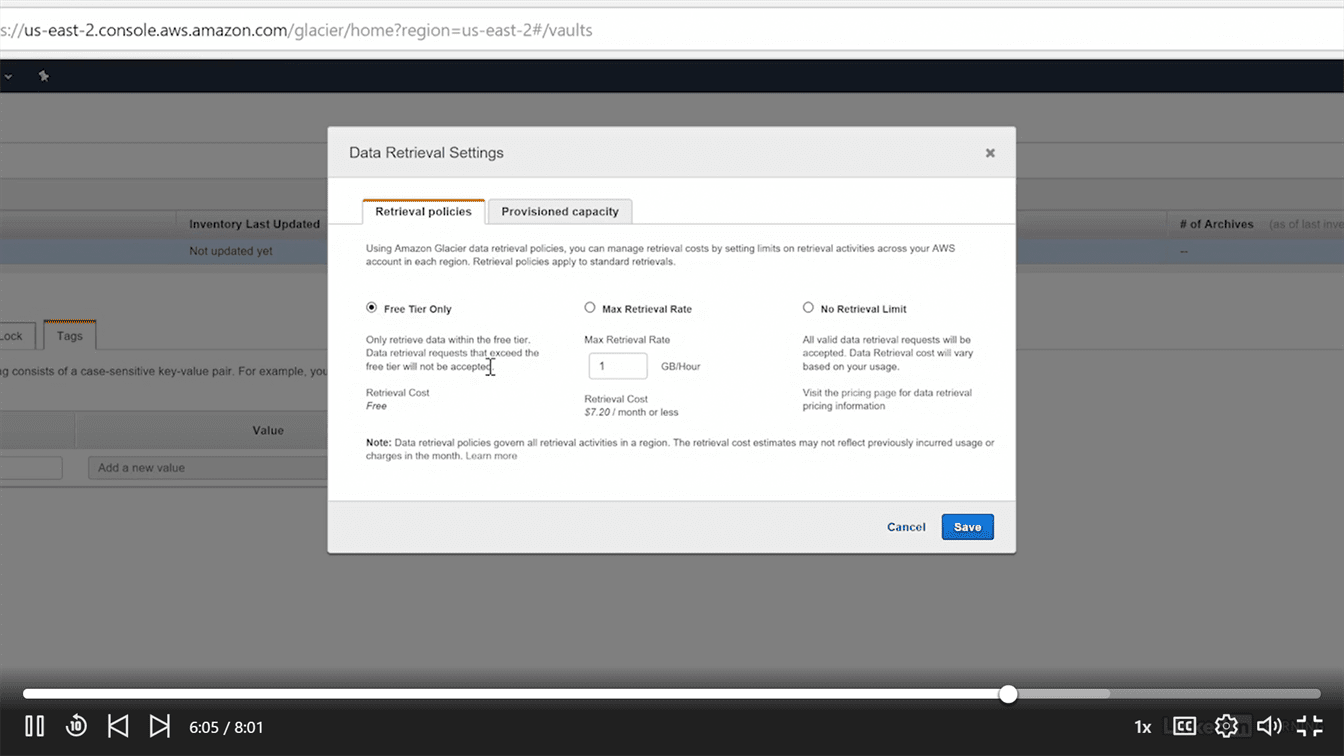 s://us-east-2.console.aws.amazon.com/glacier/home?region=us-east-2#/vaults
Data Retrieval Settings
Retrieval policies
Provisioned capacity
Inventory Last Updated
# of Archives (as of last inve
Not updated yet
--
Using Amazon Glacier data retrieval policies, you can manage retrieval costs by setting limits on retrieval activities across your AWS
account in each region. Retrieval policies apply to standard retrievals.
Free Tier Only
Only retrieve data within the free tier.
Data retrieval requests that exceed the
free tier will not be accepted.
Retrieval Cost
Free
Max Retrieval Rate
Max Retrieval Rate
1 GB/Hour
Retrieval Cost
$7.20 / month or less
No Retrieval Limit
All valid data retrieval requests will be
accepted. Data Retrieval cost will vary
based on your usage.
Visit the pricing page for data retrieval
pricing information
Note: Data retrieval policies govern all retrieval activities in a region. The retrieval cost estimates may not reflect previously incurred usage or
charges in the month. Learn more
Cancel
Save
Lock
Tags
ng consists of a case-sensitive key-value pair. For example, you
Value
Add a new value
10
6:05 / 8:01
1x
CC